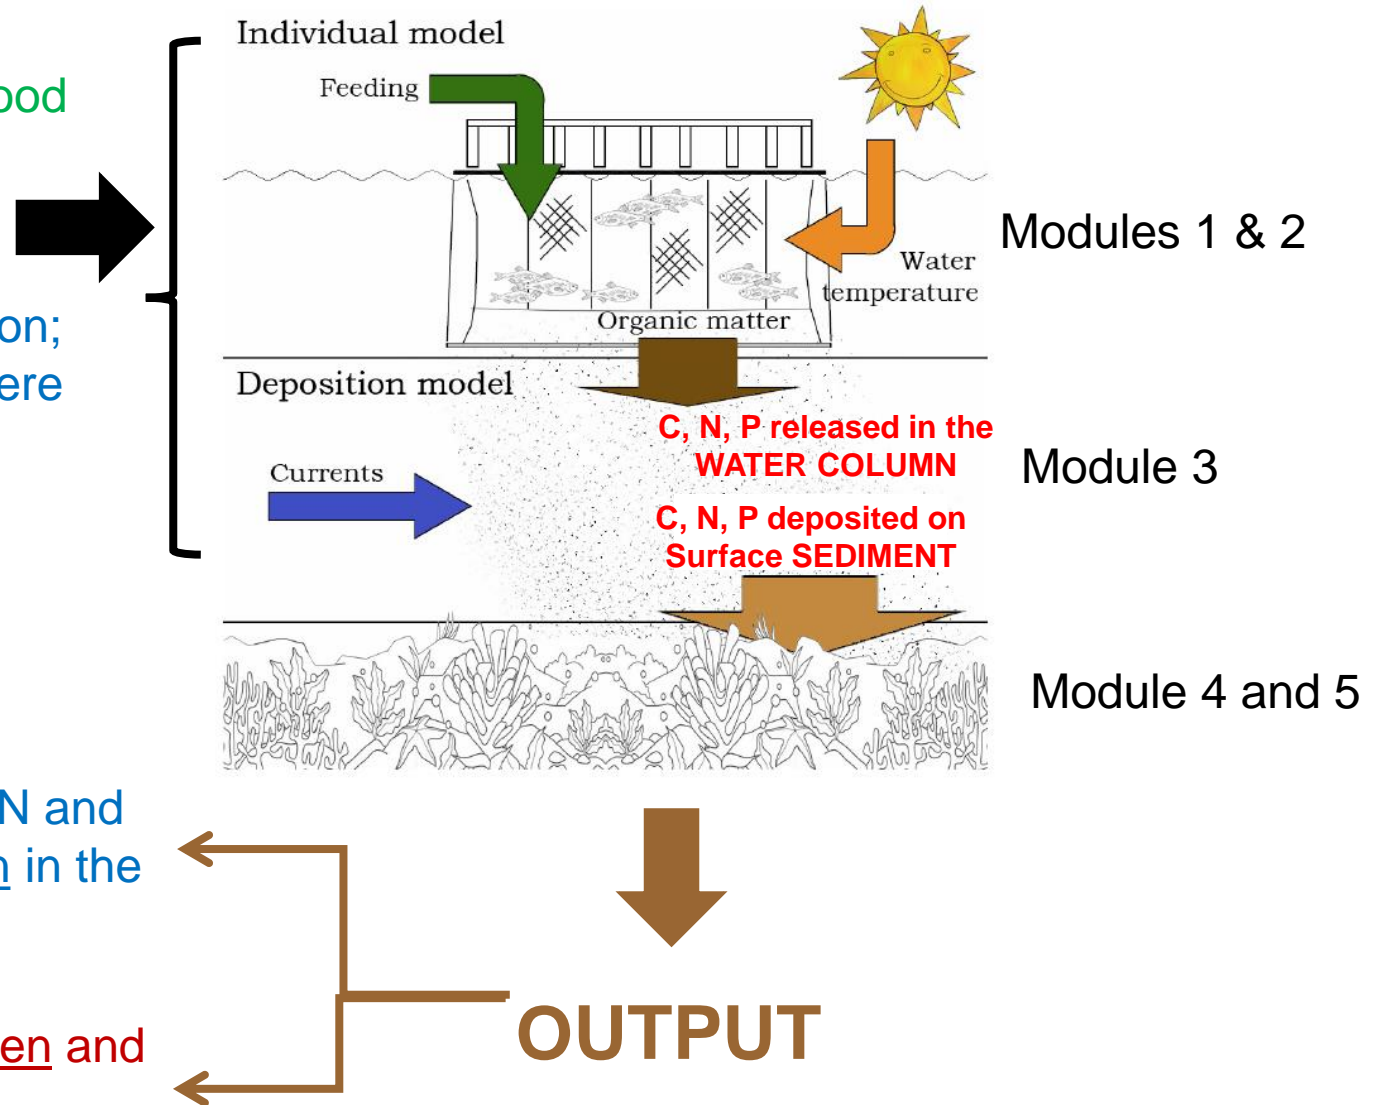 Individual model
Feeding
ood
Modules 1 & 2
Water
temperature
Organic matter
on;
ere
Deposition model
C, N, P released in the
WATER COLUMN
Module 3
Currents
C, N, P deposited on
Surface SEDIMENT
Module 4 and 5
N and
n in the
OUTPUT
en and